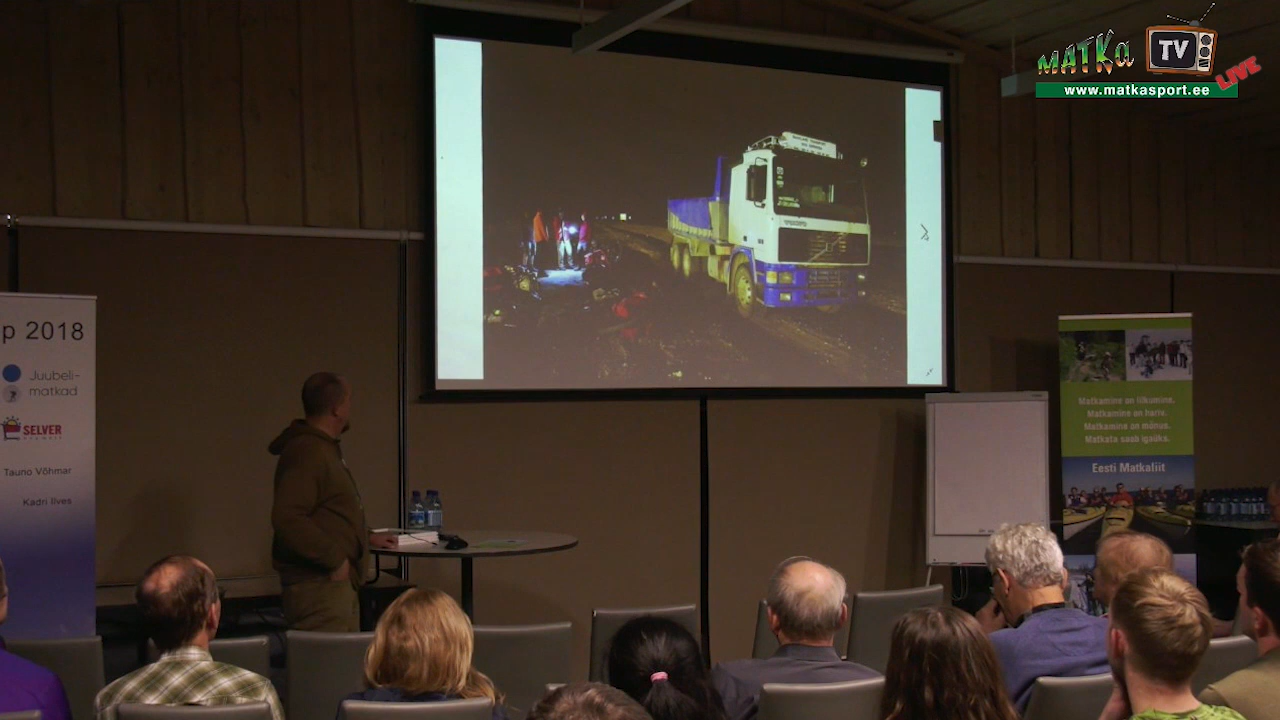 MATKa
TV
www.matkasport.ee
LIVE
VOLVO
p 2018
Juubeli-
matkad
SELVER
Tauno Võhmar
Kadri Ilves
Matkamine on liikumine.
Matkamine on hariv.
Matkamine on mõnus.
Matkata saab igaüks.
Eesti Matkaliit